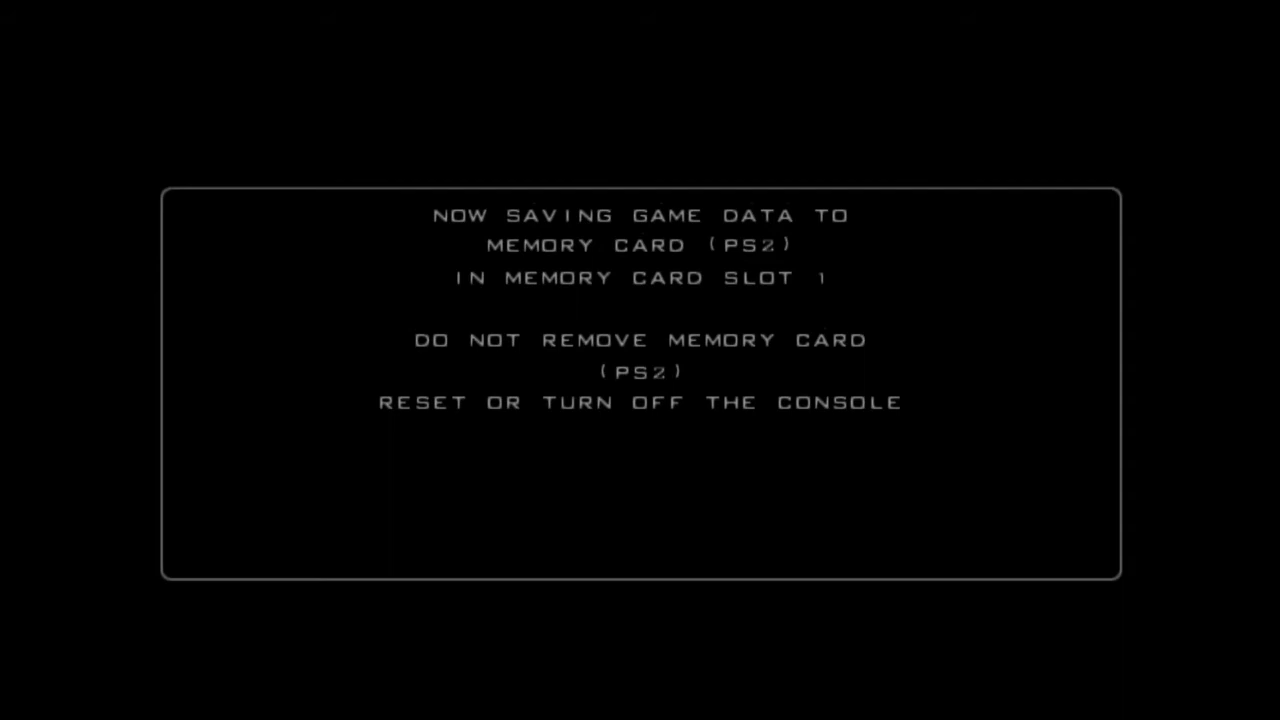 NOW SAVING GAME DATA TO
MEMORY CARD (PS2)
IN MEMORY CARD SLOT 1
DO NOT REMOVE MEMORY CARD
(PS2)
RESET OR TURN OFF THE CONSOLE